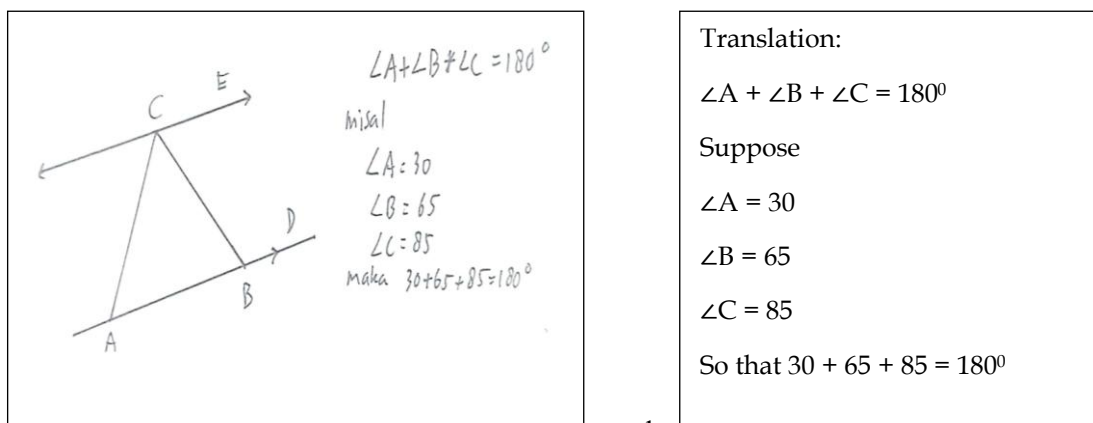 E
C
D
B
A
∠A+∠B+∠C=180°
misal
∠A=30
∠B=65
∠C=85
maka 30+65+85=180°
Translation:
∠A + ∠B + ∠C = 180⁰
Suppose
∠A = 30
∠B = 65
∠C = 85
So that 30 + 65 + 85 = 180⁰